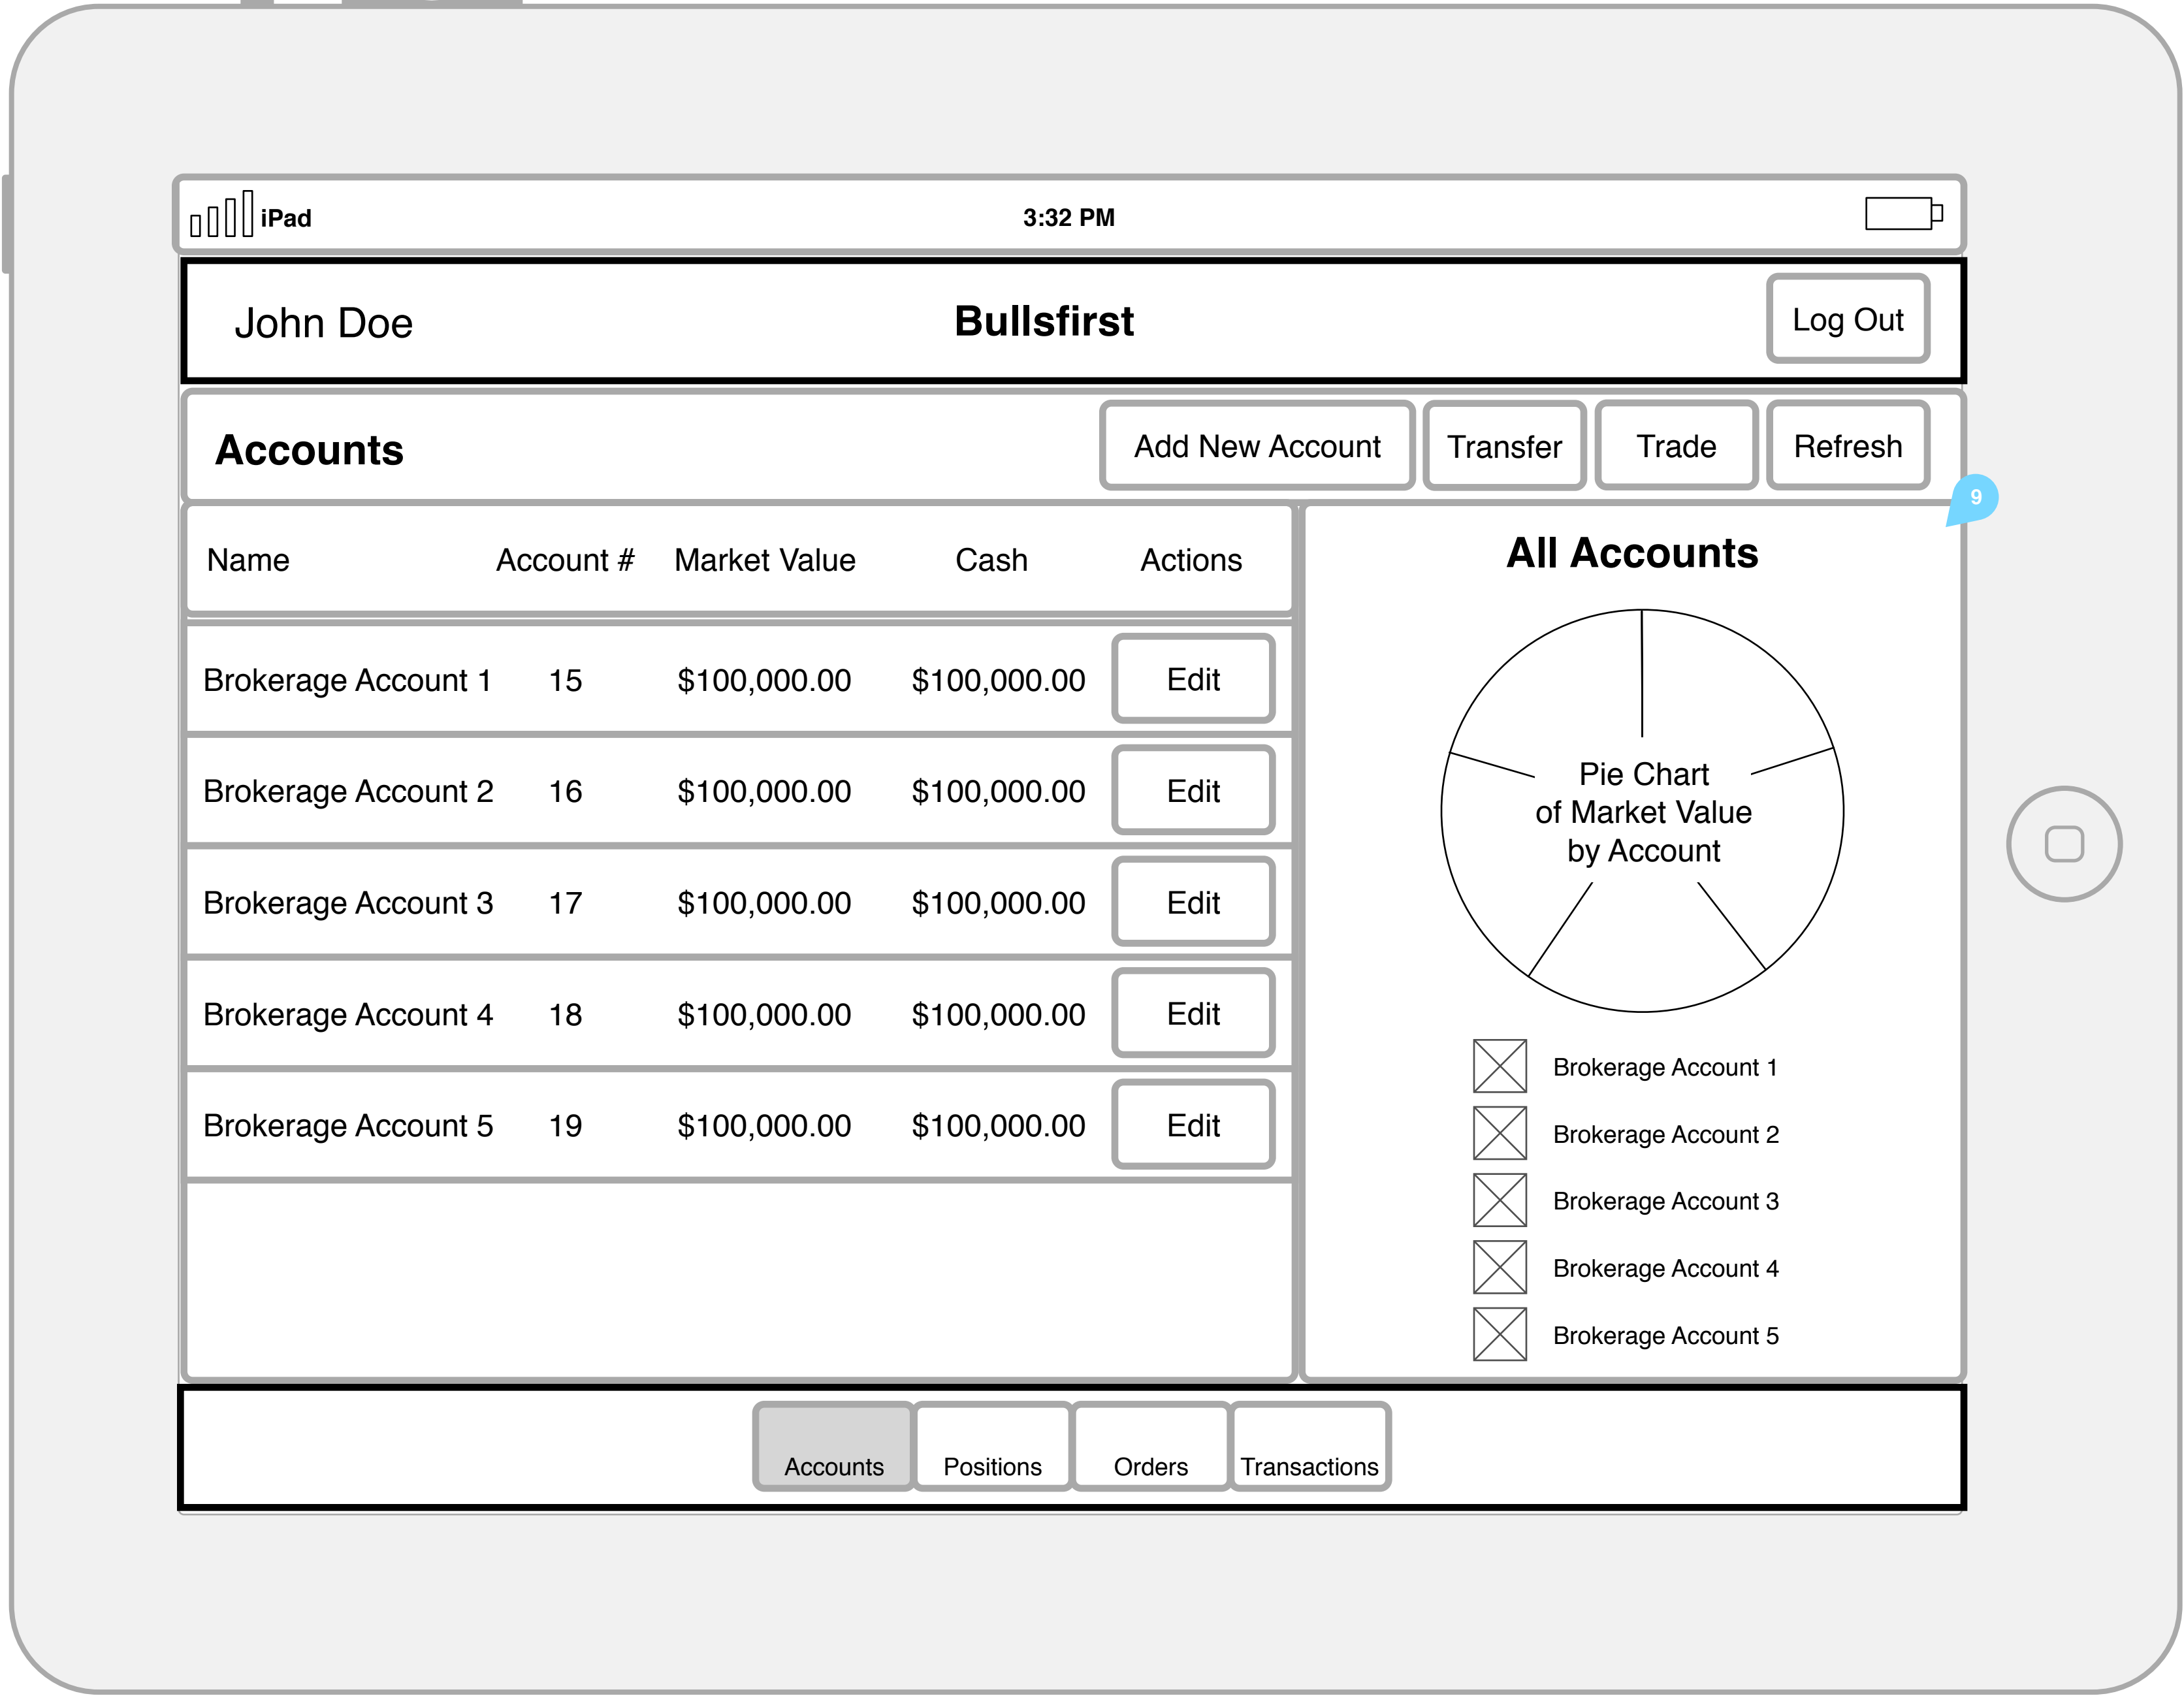 iPad 3:32 PM
John Doe Bullsfirst Log Out
Accounts Add New Account Transfer Trade Refresh
9
Name Account # Market Value Cash Actions
Brokerage Account 1 15 $100,000.00 $100,000.00 Edit
Brokerage Account 2 16 $100,000.00 $100,000.00 Edit
Brokerage Account 3 17 $100,000.00 $100,000.00 Edit
Brokerage Account 4 18 $100,000.00 $100,000.00 Edit
Brokerage Account 5 19 $100,000.00 $100,000.00 Edit
All Accounts
Pie Chart
of Market Value
by Account
Brokerage Account 1
Brokerage Account 2
Brokerage Account 3
Brokerage Account 4
Brokerage Account 5
Accounts Positions Orders Transactions